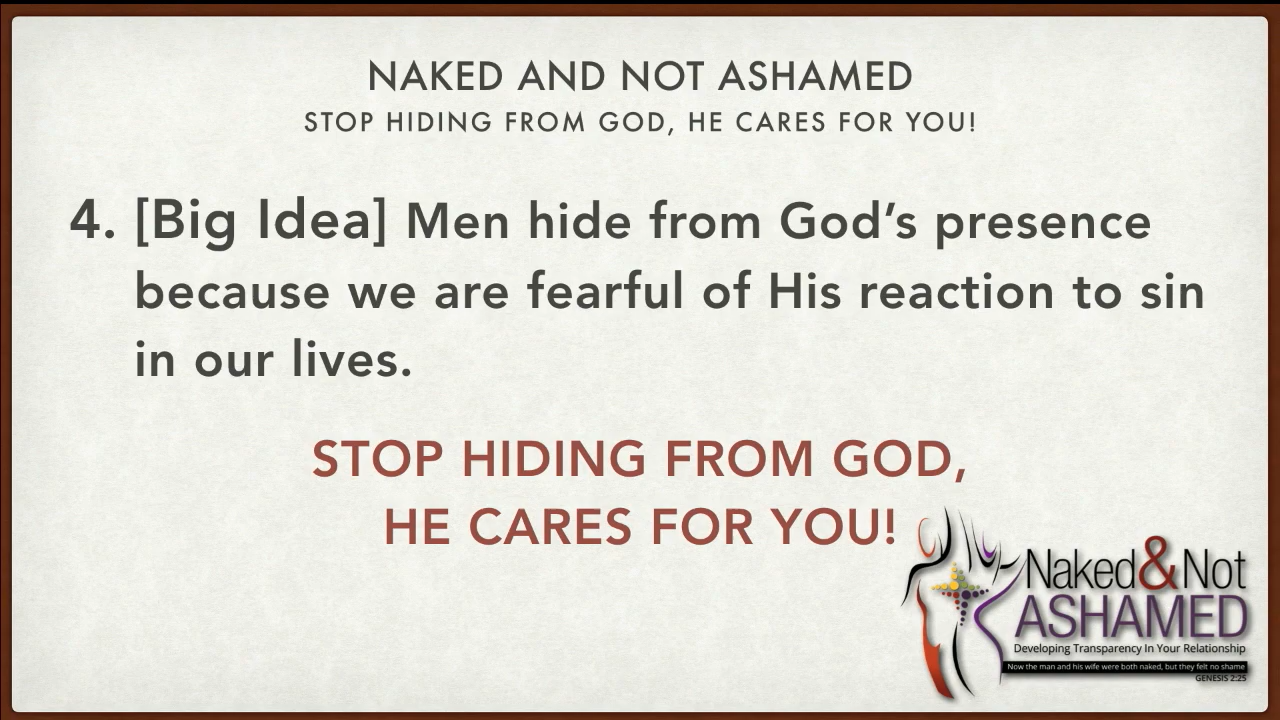 NAKED AND NOT ASHAMED
STOP HIDING FROM GOD, HE CARES FOR YOU!
4. [Big Idea] Men hide from God’s presence
because we are fearful of His reaction to sin
in our lives.
STOP HIDING FROM GOD,
HE CARES FOR YOU!
Naked & Not
ASHAMED
Developing Transparency In Your Relationship
Now the man and his wife were both naked, but they felt no shame
GENESIS 2:25